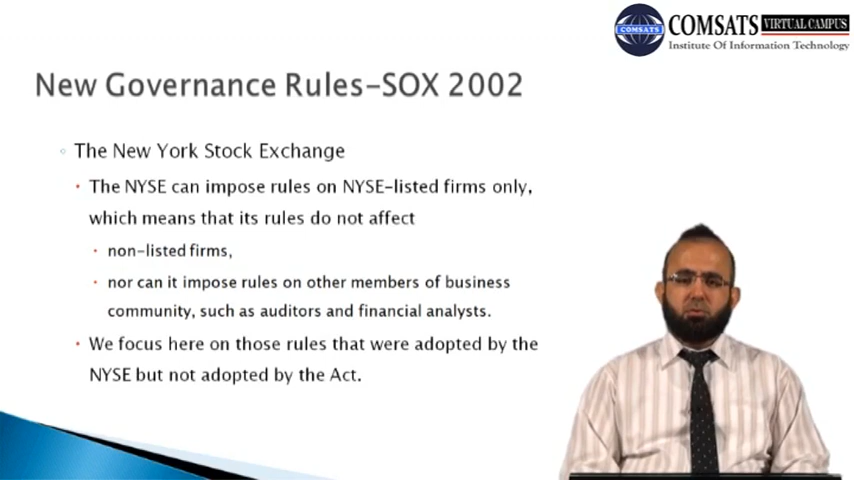 COMSATS VIRTUAL CAMPUS
COMSATS
Institute Of Information Technology
New Governance Rules-SOX 2002
The New York Stock Exchange
The NYSE can impose rules on NYSE-listed firms only,
which means that its rules do not affect
non-listed firms,
nor can it impose rules on other members of business
community, such as auditors and financial analysts.
We focus here on those rules that were adopted by the
NYSE but not adopted by the Act.